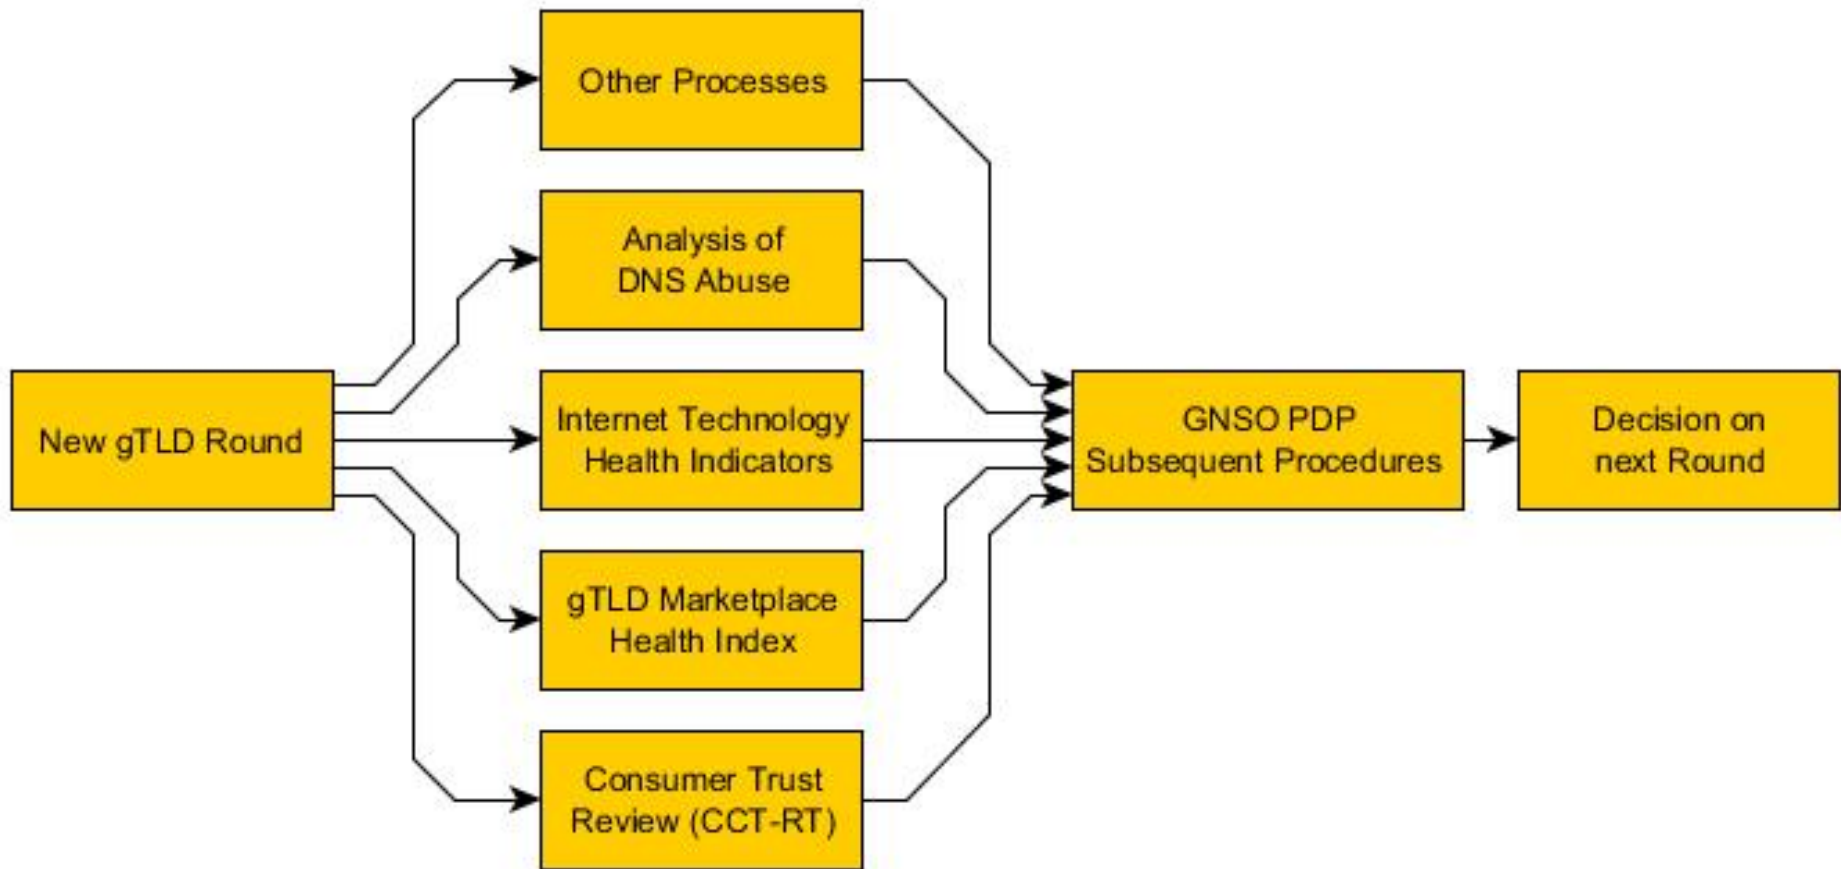 Other Processes
Analysis of
DNS Abuse
New gTLD Round
Internet Technology
Health Indicators
GNSO PDP
Subsequent Procedures
Decision on
next Round
gTLD Marketplace
Health Index
Consumer Trust
Review (CCT-RT)